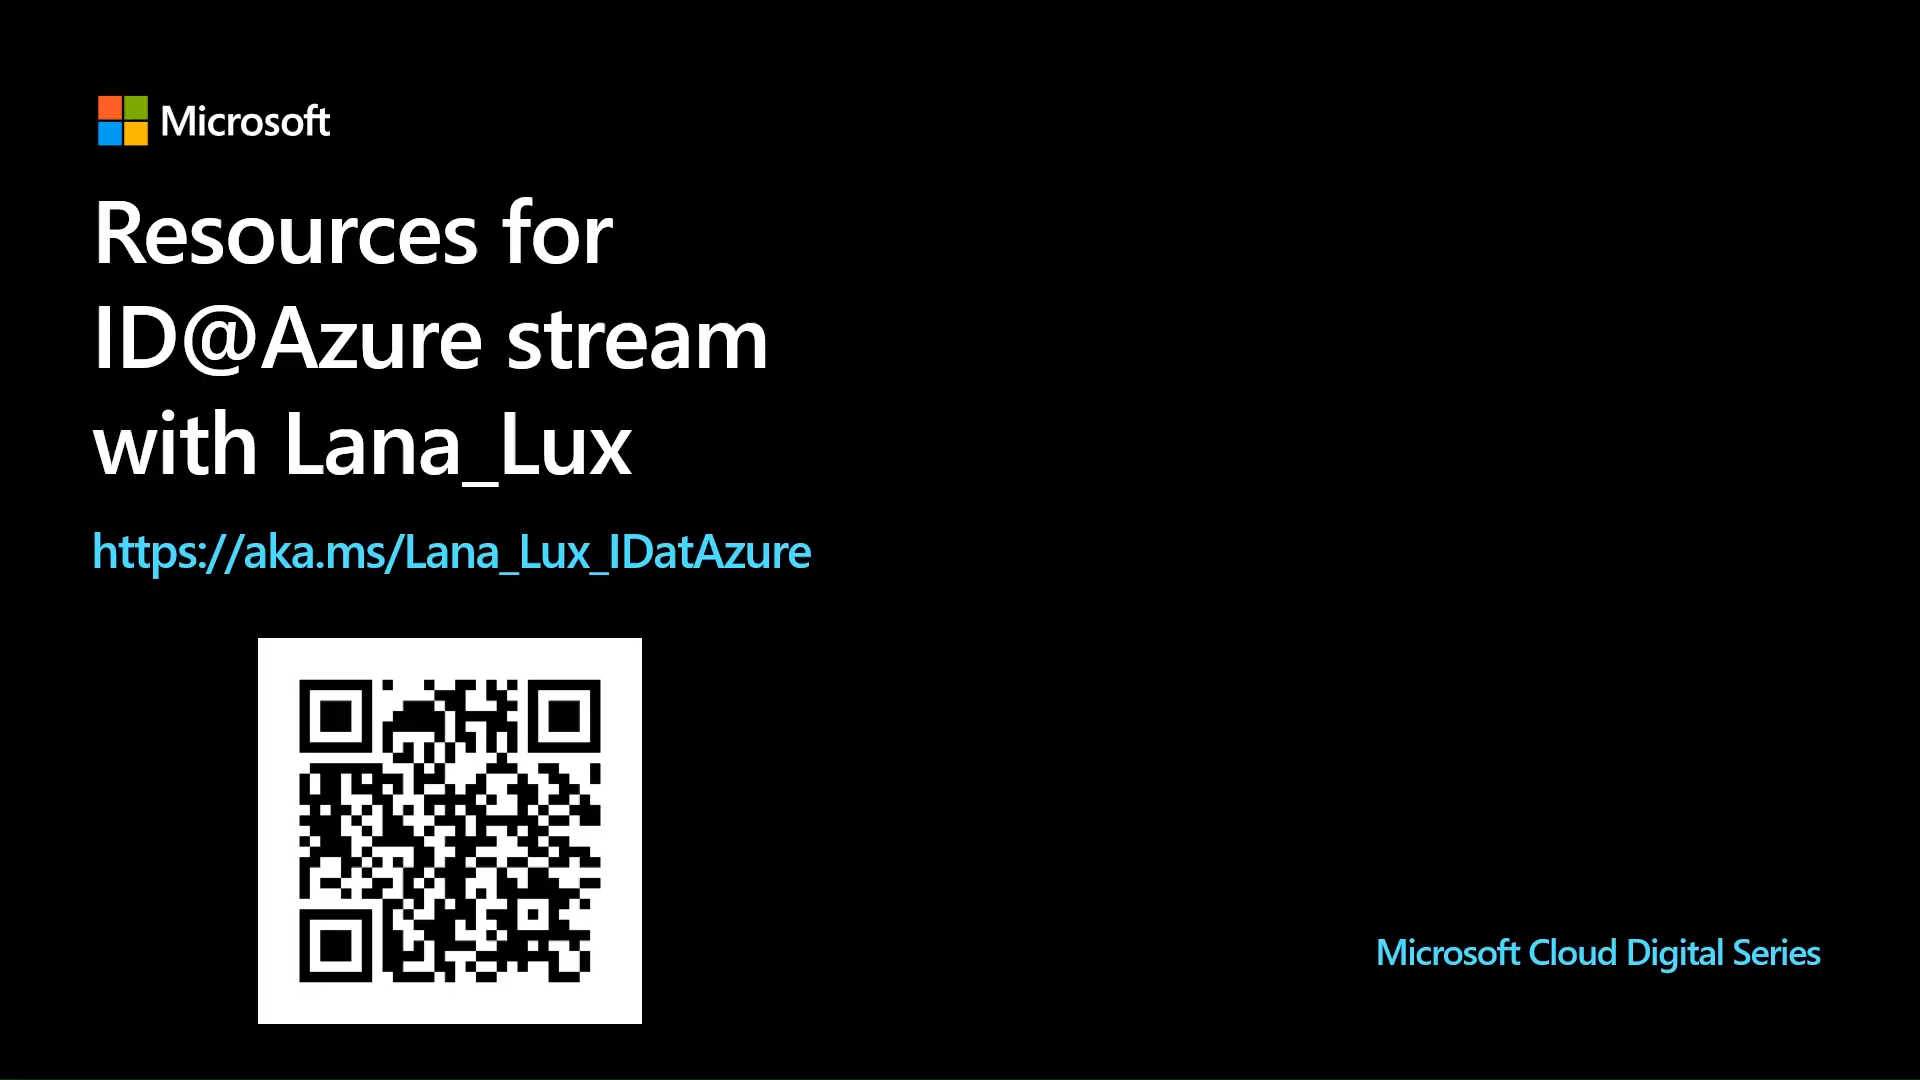 Microsoft
Resources for
ID@Azure stream
with Lana_Lux
https://aka.ms/Lana_Lux_IDatAzure
Microsoft Cloud Digital Series